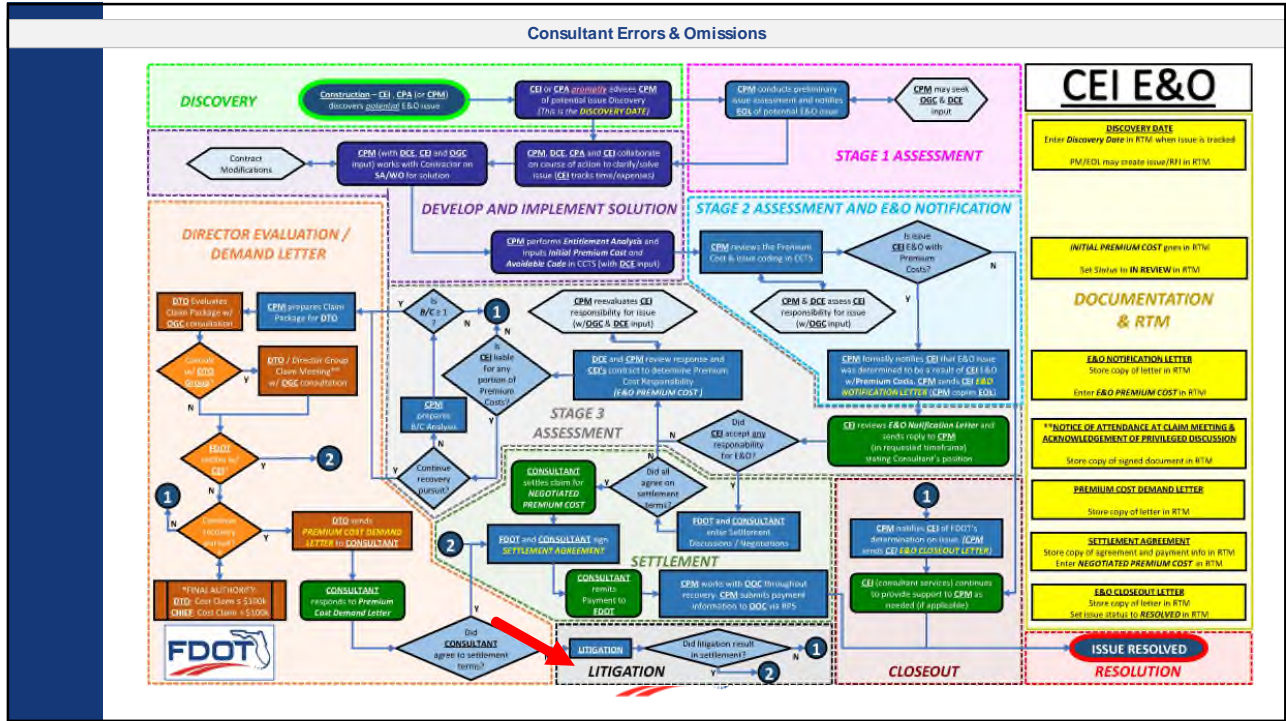 Consultant Errors & Omissions
DISCOVERY
Construction – CEI , CPA (or CPM)
discovers potential E&O issue
CEI or CPA promptly advises CPM
of potential issue Discovery
(This is the DISCOVERY DATE)
CPM conducts preliminary
issue assessment and notifies
EOL of potential E&O issue
CPM may seek
OGC & DCE
input
STAGE 1 ASSESSMENT
Contract
Modifications
CPM (with DCE, CEI and OGC
input) works with Contractor on
SA/WO for solution
CPM, DCE, CPA and CEI collaborate
on course of action to clarify/solve
issue (CEI tracks time/expenses)
DEVELOP AND IMPLEMENT SOLUTION
CPM performs Entitlement Analysis and
inputs Initial Premium Cost and
Avoidable Code in CCTS (with DCE input)
STAGE 2 ASSESSMENT AND E&O NOTIFICATION
CPM reviews the Premium
Cost & issue coding in CCTS
Is issue
CEI E&O with
Premium
Costs?
N
Y
CPM & DCE assess CEI
responsibility for issue
(w/OGC input)
CPM formally notifies CEI that E&O issue
was determined to be a result of CEI E&O
w/Premium Costs. CPM sends CEI E&O
NOTIFICATION LETTER (CPM copies EOL)
CEI reviews E&O Notification Letter and
sends reply to CPM
(in requested timeframe)
stating Consultant's position
DIRECTOR EVALUATION /
DEMAND LETTER
DTO Evaluates
Claim Package w/
OGC consultation
CPM prepares Claim
Package for DTO
Consults
w/ DTO
Group?
Y
N
DTO / Director Group
Claim Meeting**
w/ OGC consultation
FDOT
settles w/
CEI?
Y
2
N
1
N
Continue
recovery
pursuit?
Y
DTO sends
PREMIUM COST DEMAND
LETTER to CONSULTANT
*FINAL AUTHORITY:
DTO: Cost Claim ≤ $100k
CHIEF: Cost Claim > $100k
CONSULTANT
responds to Premium
Cost Demand Letter
Did
CONSULTANT
agree to settlement
terms?
Y
FDOT
Is
B/C ≥ 1
?
Y
N
1
N
Is
CEI liable
for any
portion of
Premium
Costs?
Y
CPM
prepares
B/C Analysis
N
Continue
recovery
pursuit?
Y
STAGE 3
ASSESSMENT
CPM reevaluates CEI
responsibility for issue
(w/OGC & DCE input)
DCE and CPM review response and
CEI's contract to determine Premium
Cost Responsibility
(E&O PREMIUM COST )
Did
CEI accept any
responsibility
for E&O?
N
Y
Did all
agree on
settlement
terms?
N
Y
CONSULTANT
settles claim for
NEGOTIATED
PREMIUM COST
2
FDOT and CONSULTANT sign
SETTLEMENT AGREEMENT
FDOT and CONSULTANT
enter Settlement
Discussions / Negotiations
SETTLEMENT
CONSULTANT
remits
Payment to
FDOT
CPM works with OOC throughout
recovery. CPM submits payment
information to OOC via RPS
LITIGATION
Did litigation result
in settlement?
N
1
Y
2
LITIGATION
1
CPM notifies CEI of FDOT's
determination on issue. (CPM
sends CEI E&O CLOSEOUT LETTER)
CEI (consultant services) continues
to provide support to CPM as
needed (if applicable)
CLOSEOUT
CEI E&O
DISCOVERY DATE
Enter Discovery Date in RTM when issue is tracked
PM/EOL may create issue/RFI in RTM
INITIAL PREMIUM COST goes in RTM
Set Status to IN REVIEW in RTM
DOCUMENTATION
& RTM
E&O NOTIFICATION LETTER
Store copy of letter in RTM
Enter E&O PREMIUM COST in RTM
**NOTICE OF ATTENDANCE AT CLAIM MEETING &
ACKNOWLEDGEMENT OF PRIVILEGED DISCUSSION
Store copy of signed document in RTM
PREMIUM COST DEMAND LETTER
Store copy of letter in RTM
SETTLEMENT AGREEMENT
Store copy of agreement and payment info in RTM
Enter NEGOTIATED PREMIUM COST in RTM
E&O CLOSEOUT LETTER
Store copy of letter in RTM
Set issue status to RESOLVED in RTM
ISSUE RESOLVED
RESOLUTION